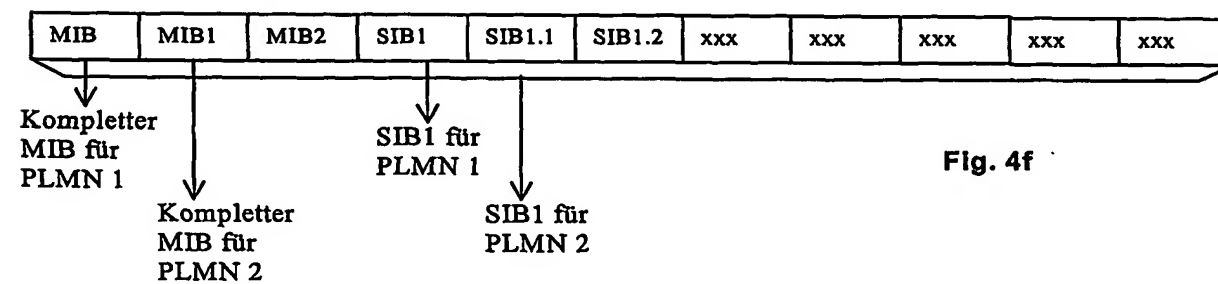 MIB MIB1 MIB2 SIB1 SIB1.1 SIB1.2 xxx xxx xxx xxx xxx
Kompletter
MIB für
PLMN 1
SIB1 für
PLMN 1
Fig. 4f
Kompletter
MIB für
PLMN 2
SIB1 für
PLMN 2